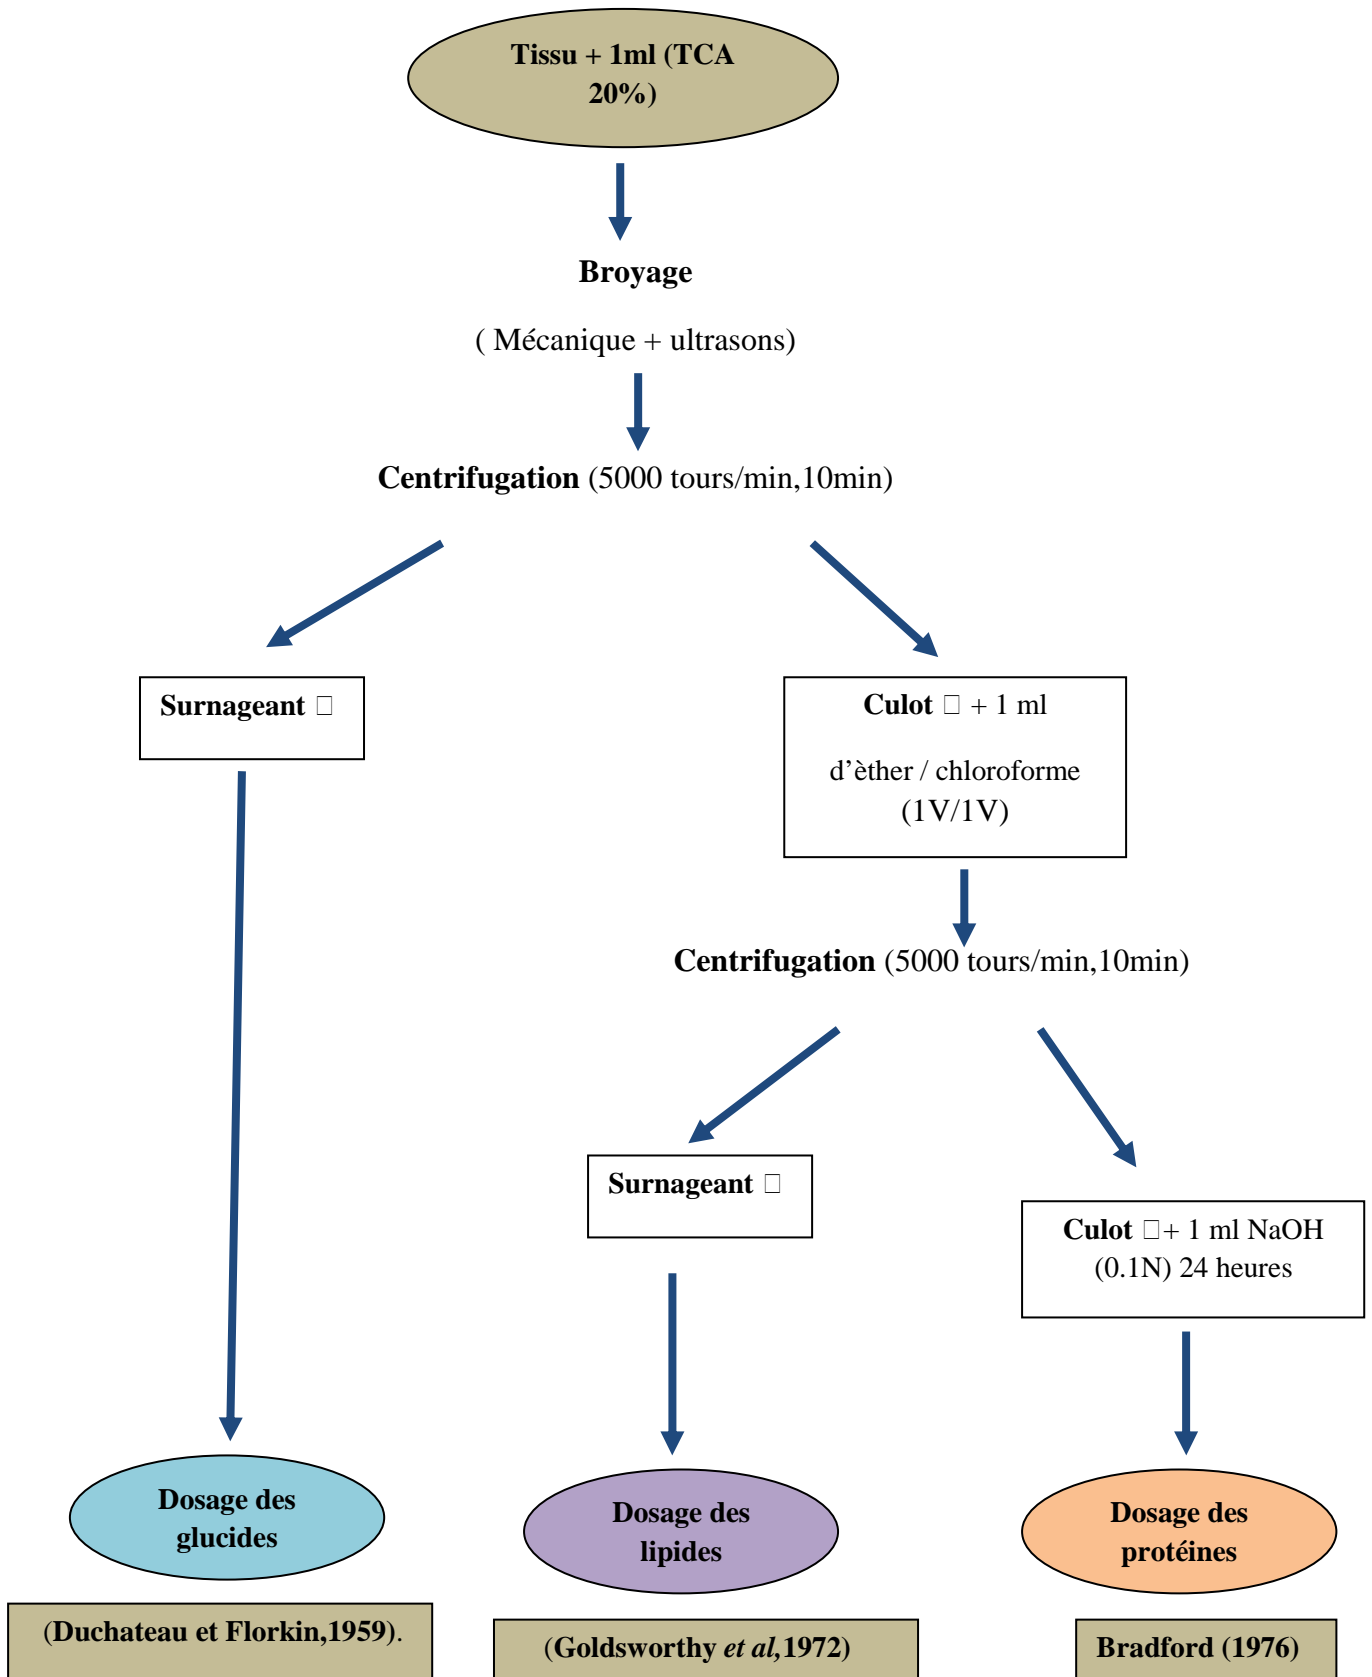 Tissu + 1ml (TCA
20%)
Broyage
( Mécanique + ultrasons)
Centrifugation (5000 tours/min,10min)
Surnageant □
Culot □ + 1 ml
d’èther / chloroforme
(1V/1V)
Centrifugation (5000 tours/min,10min)
Surnageant □
Culot □+ 1 ml NaOH
(0.1N) 24 heures
Dosage des
glucides
Dosage des
lipides
Dosage des
protéines
(Duchateau et Florkin,1959).
(Goldsworthy et al,1972)
Bradford (1976)